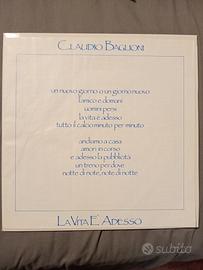 CLAUDIO BAGLIONI
un nuovo giorno o un giorno nuovo
l'amico e domani
uomini persi
la vita è adesso
tutto il calcio minuto per minuto
andiamo a casa
amori in corso
e adesso la pubblicità
un treno per dove
notte di note, note di notte
LA VITA È ADESSO
subito